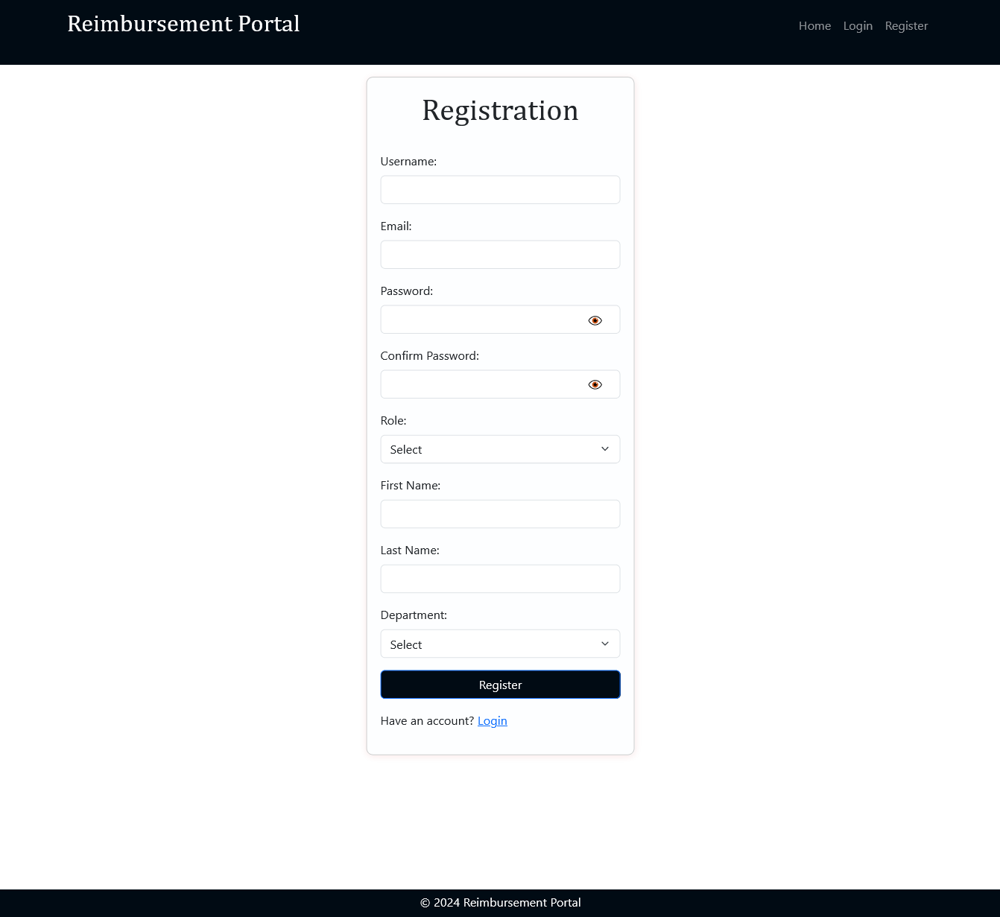 Reimbursement Portal
Home Login Register
Registration
Username:
Email:
Password:
Confirm Password:
Role:
Select
First Name:
Last Name:
Department:
Select
Register
Have an account? Login
© 2024 Reimbursement Portal